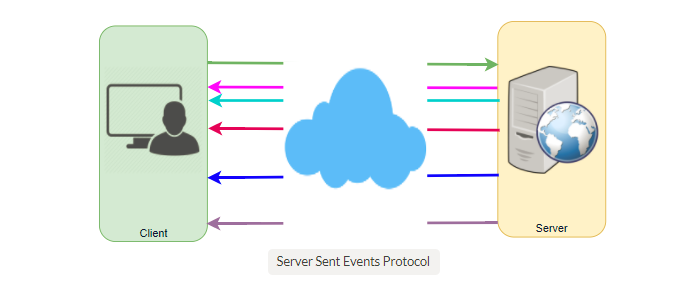 Client
Server
Server Sent Events Protocol